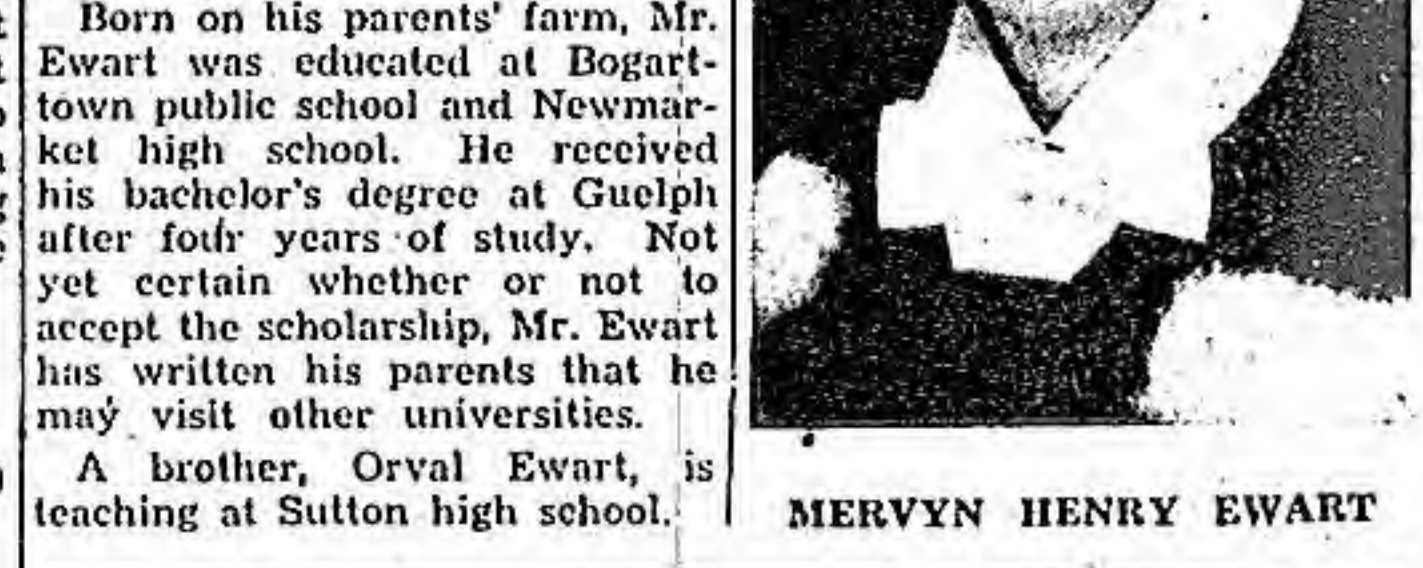 Born on his parents' farm, Mr.
Ewart was educated at Bogart-
town public school and Newmar-
ket high school. He received
his bachelor's degree at Guelph
after four years of study. Not
yet certain whether or not to
accept the scholarship, Mr. Ewart
has written his parents that he
may visit other universities.
A brother, Orval Ewart, is
teaching at Sutton high school.
MERVYN HENRY EWART